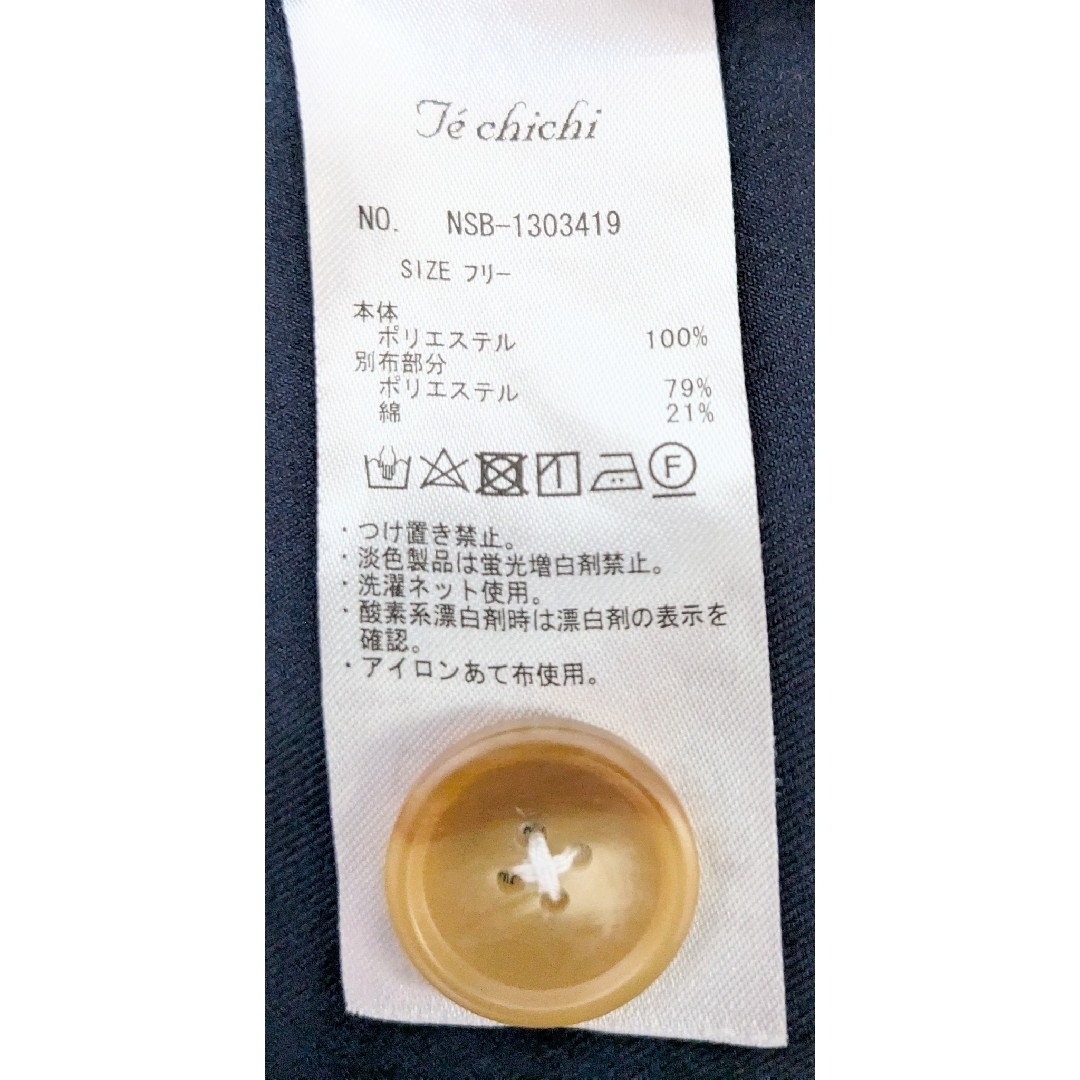 Té chichi
NO. NSB-1303419
SIZE フリー
本体
ポリエステル 100%
別布部分
ポリエステル 79%
綿 21%
F
・つけ置き禁止。
・淡色製品は蛍光増白剤禁止。
・洗濯ネット使用。
・酸素系漂白剤時は漂白剤の表示を
確認。
・アイロンあて布使用。